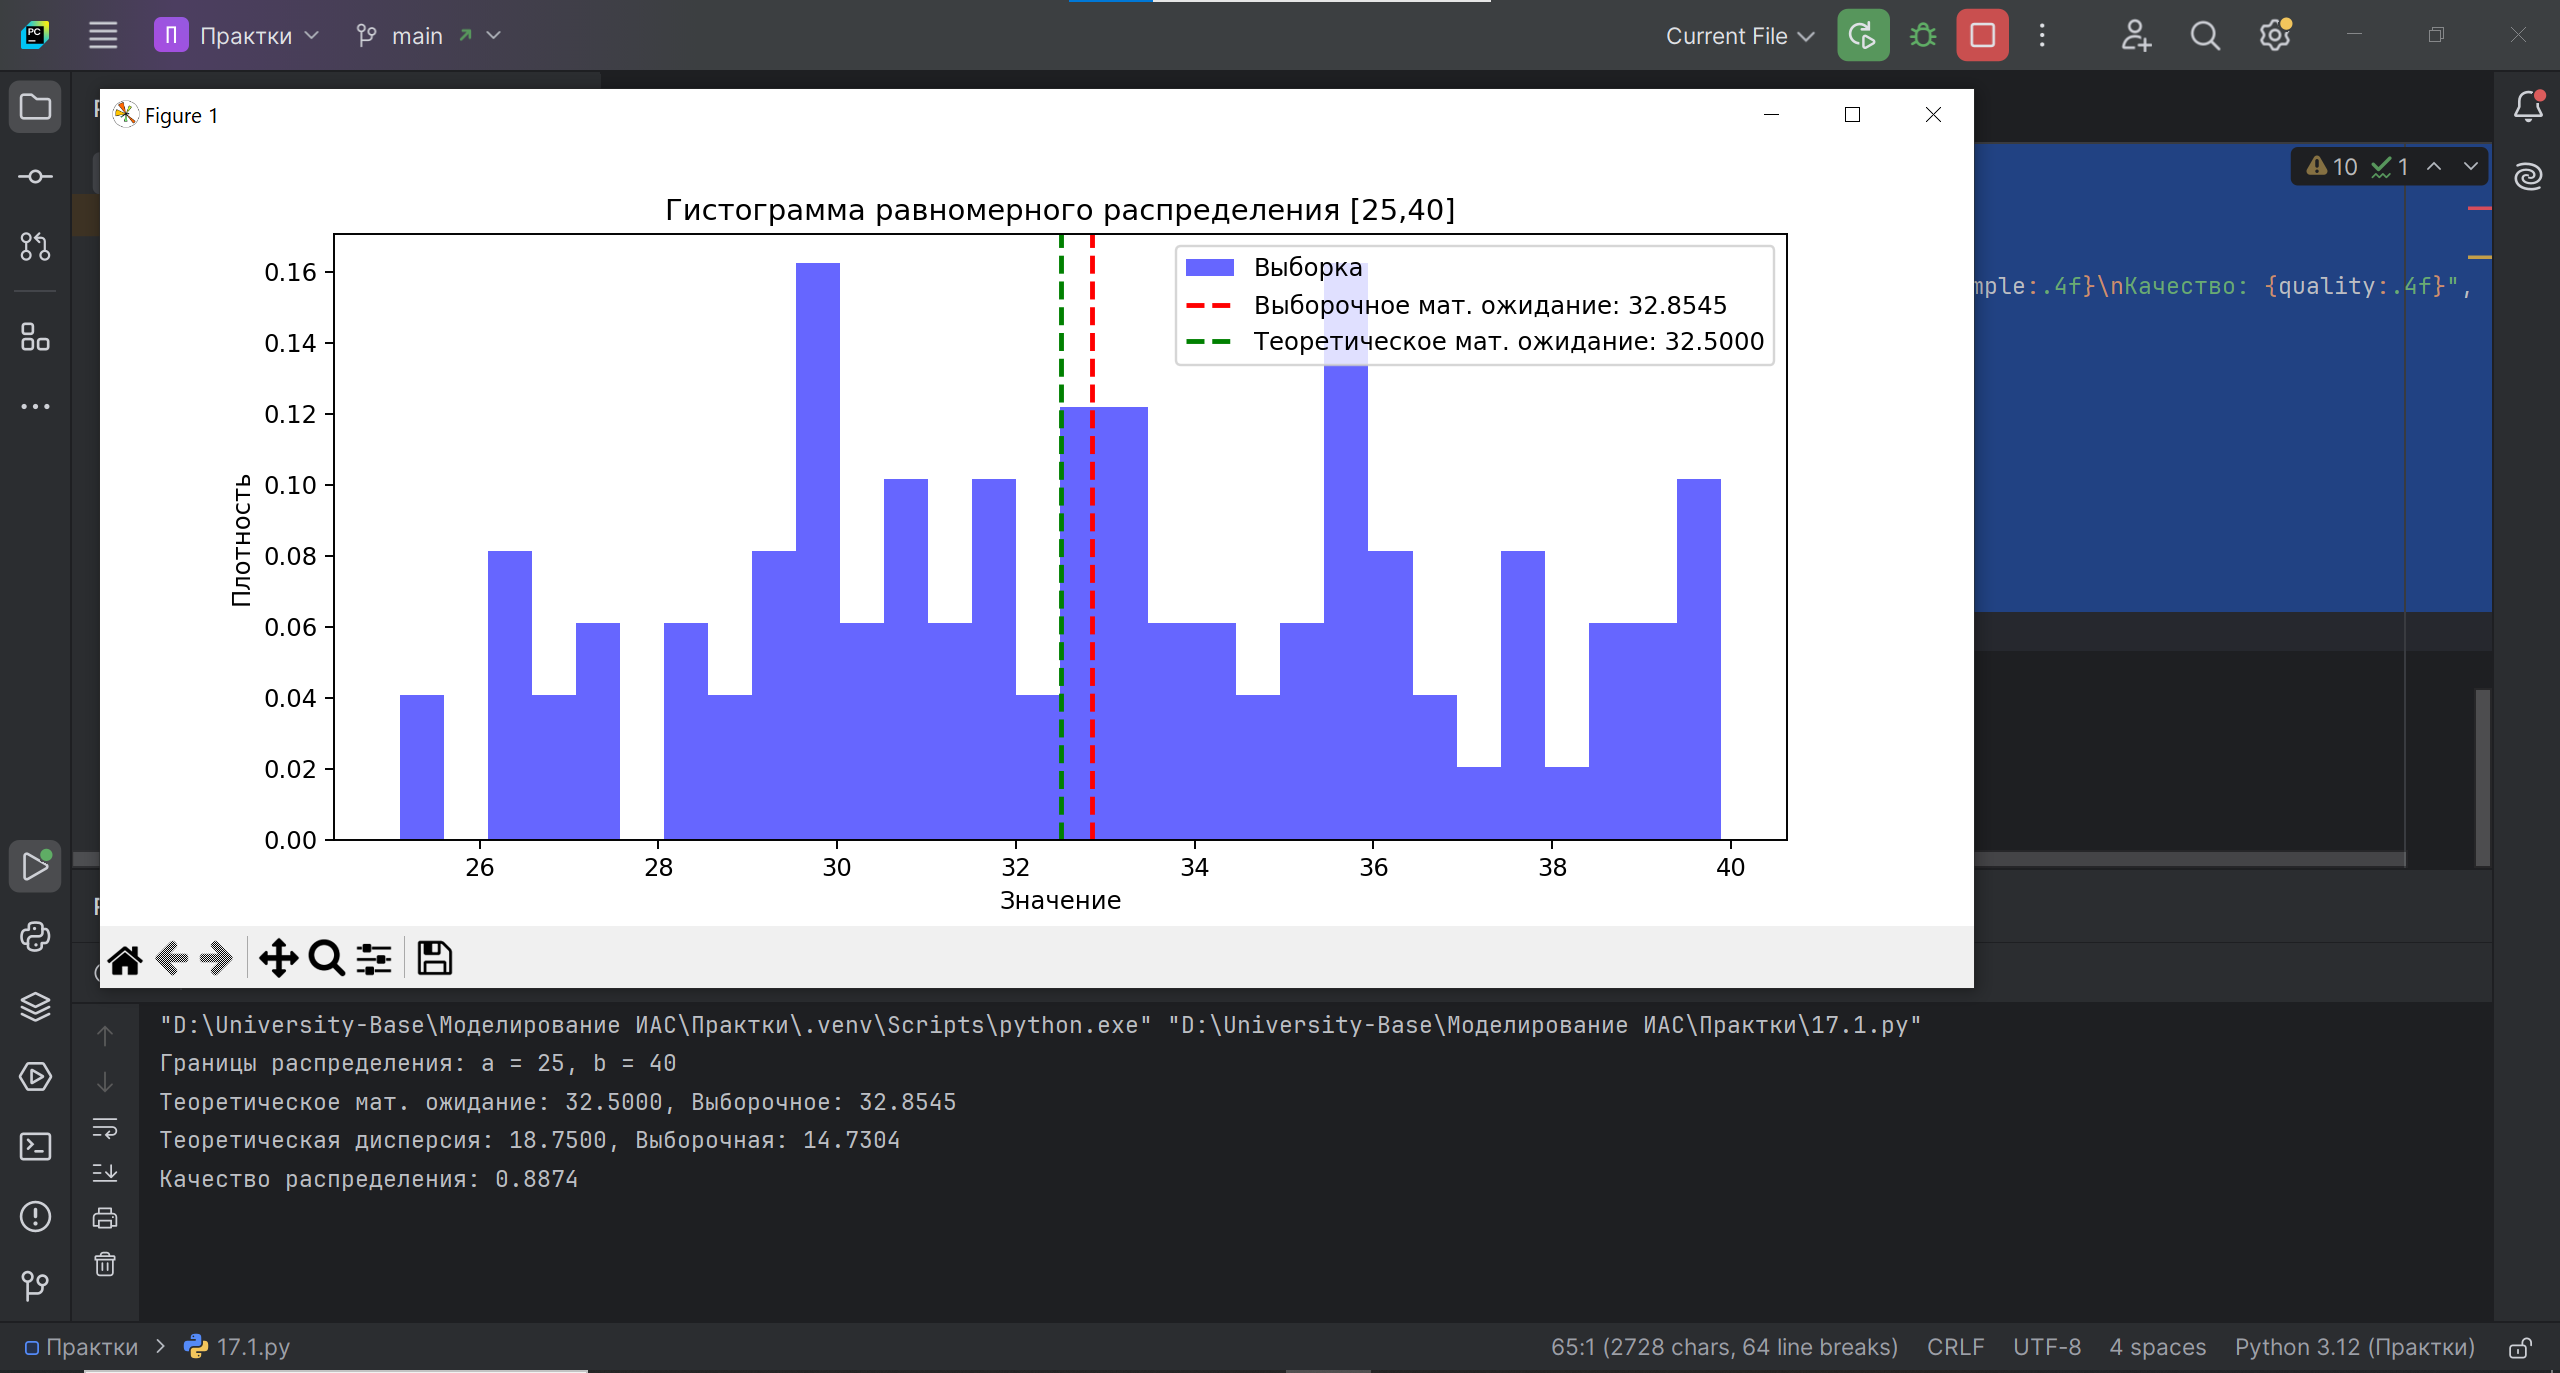 PC
П Практки main
Current File
Figure 1
10 1
Гистограмма равномерного распределения [25,40]
Выборка
Выборочное мат. ожидание: 32.8545
Теоретическое мат. ожидание: 32.5000
mple:.4f}\nКачество: {quality:.4f}",
0.16
0.14
0.12
0.10
0.08
0.06
0.04
0.02
0.00
Плотность
26 28 30 32 34 36 38 40
Значение
"D:\University-Base\Моделирование ИАС\Практки\.venv\Scripts\python.exe" "D:\University-Base\Моделирование ИАС\Практки\17.1.py"
Границы распределения: a = 25, b = 40
Теоретическое мат. ожидание: 32.5000, Выборочное: 32.8545
Теоретическая дисперсия: 18.7500, Выборочная: 14.7304
Качество распределения: 0.8874
Практки > 17.1.py
65:1 (2728 chars, 64 line breaks) CRLF UTF-8 4 spaces Python 3.12 (Практки)